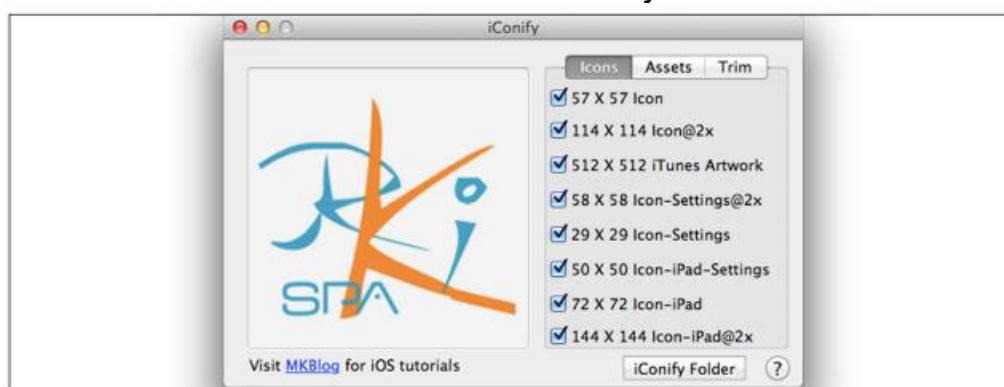 iConify
Icons Assets Trim
57 X 57 Icon
114 X 114 Icon@2x
512 X 512 iTunes Artwork
58 X 58 Icon-Settings@2x
29 X 29 Icon-Settings
50 X 50 Icon-iPad-Settings
72 X 72 Icon-iPad
144 X 144 Icon-iPad@2x
RKi
SPA
Visit MKBlog for iOS tutorials
iConify Folder ?